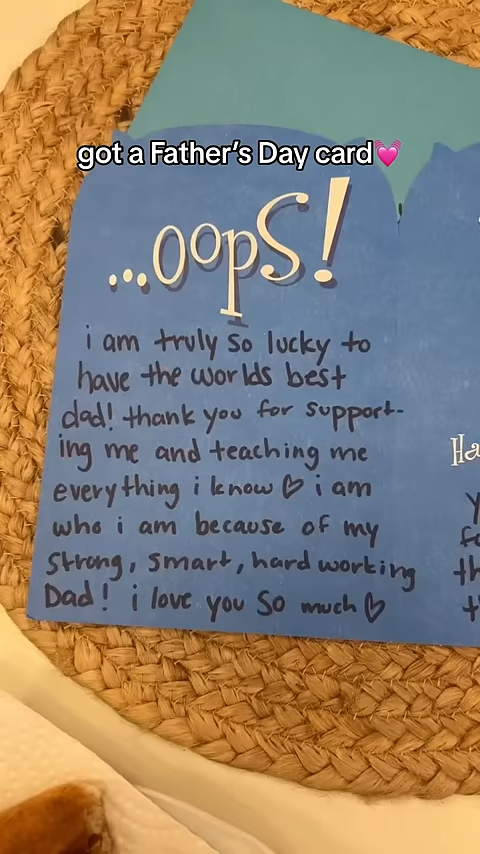 got a Father's Day card💓
...oops!
i am truly so lucky to
have the worlds best
dad! thank you for support-
ing me and teaching me
everything i know ♡ i am
who i am because of my
strong, smart, hard working
Dad! i love you so much ♡